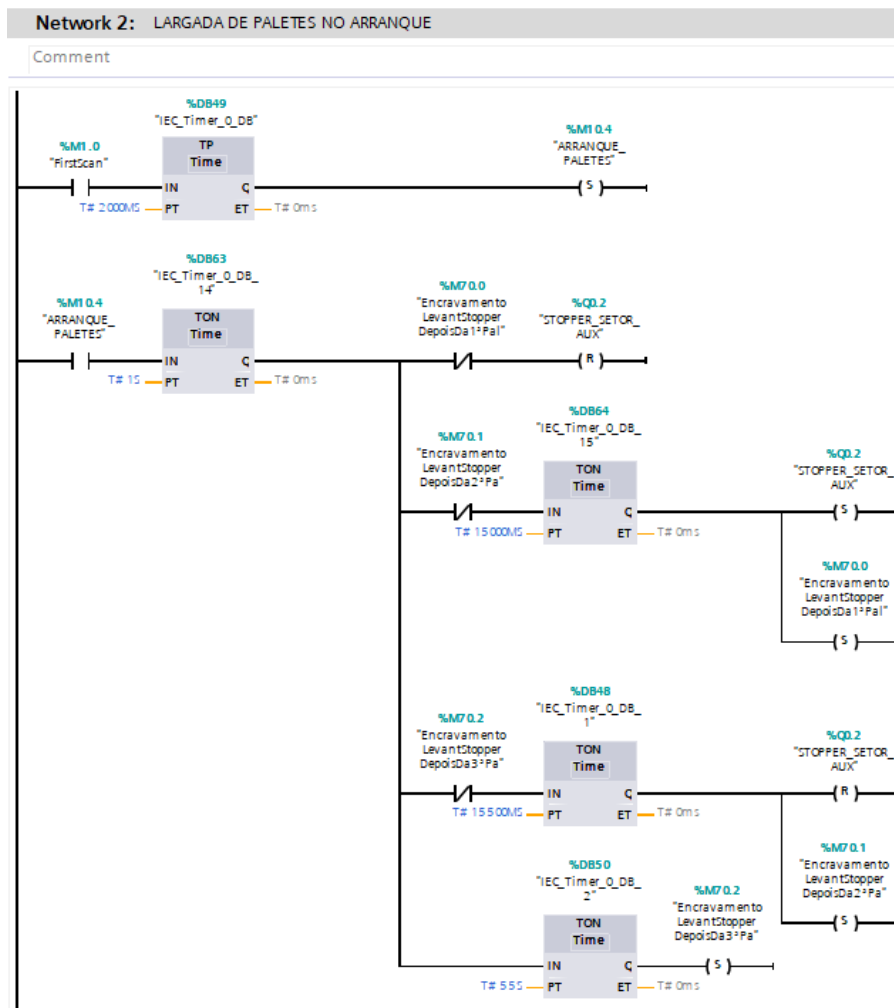 Network 2: LARGADA DE PALETES NO ARRANQUE
Comment
%DB49
"IEC_Timer_0_DB"
%M1.0
"FirstScan"
TP
Time
IN Q
T# 2000MS PT ET T# 0ms
%M10.4
"ARRANQUE_
PALETES"
( S )
%DB63
"IEC_Timer_0_DB_
14"
%M10.4
"ARRANQUE_
PALETES"
TON
Time
IN Q
T# 1S PT ET T# 0ms
%M70.0
"Encravamento
LevantStopper
DepoisDa1ªPal"
%Q0.2
"STOPPER_SETOR_
AUX"
( R )
%M70.1
"Encravamento
LevantStopper
DepoisDa2ªPa"
%DB64
"IEC_Timer_0_DB_
15"
TON
Time
IN Q
T# 15000MS PT ET T# 0ms
%Q0.2
"STOPPER_SETOR_
AUX"
( S )
%M70.0
"Encravamento
LevantStopper
DepoisDa1ªPal"
( S )
%M70.2
"Encravamento
LevantStopper
DepoisDa3ªPa"
%DB48
"IEC_Timer_0_DB_
1"
TON
Time
IN Q
T# 15500MS PT ET T# 0ms
%Q0.2
"STOPPER_SETOR_
AUX"
( R )
%M70.1
"Encravamento
LevantStopper
DepoisDa2ªPa"
( S )
%DB50
"IEC_Timer_0_DB_
2"
TON
Time
IN Q
T# 55S PT ET T# 0ms
%M70.2
"Encravamento
LevantStopper
DepoisDa3ªPa"
( S )